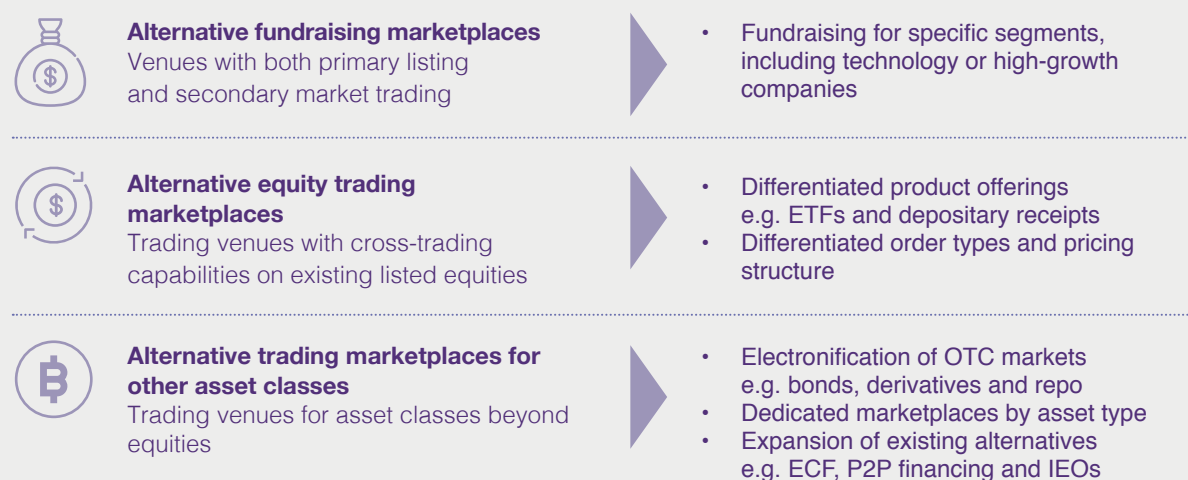 Alternative fundraising marketplaces
Venues with both primary listing
and secondary market trading
• Fundraising for specific segments,
including technology or high-growth
companies
Alternative equity trading
marketplaces
Trading venues with cross-trading
capabilities on existing listed equities
• Differentiated product offerings
e.g. ETFs and depositary receipts
• Differentiated order types and pricing
structure
Alternative trading marketplaces for
other asset classes
Trading venues for asset classes beyond
equities
• Electronification of OTC markets
e.g. bonds, derivatives and repo
• Dedicated marketplaces by asset type
• Expansion of existing alternatives
e.g. ECF, P2P financing and IEOs